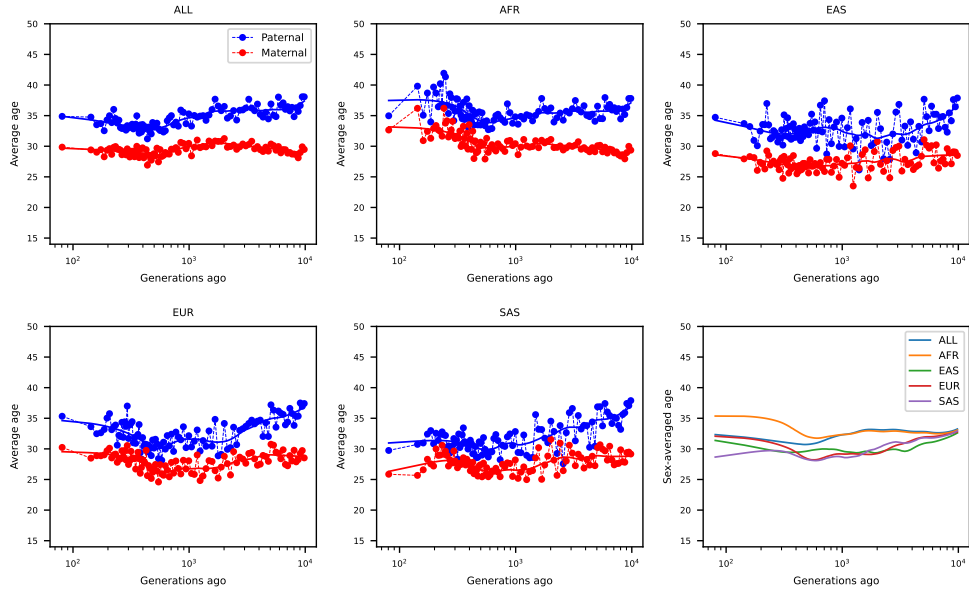 ALL
50
45
40
35
30
25
20
15
Average age
10²
10³
10⁴
Generations ago
Paternal
Maternal
AFR
50
45
40
35
30
25
20
15
Average age
10²
10³
10⁴
Generations ago
EAS
50
45
40
35
30
25
20
15
Average age
10²
10³
10⁴
Generations ago
EUR
50
45
40
35
30
25
20
15
Average age
10²
10³
10⁴
Generations ago
SAS
50
45
40
35
30
25
20
15
Average age
10²
10³
10⁴
Generations ago
50
45
40
35
30
25
20
15
Sex-averaged age
10²
10³
10⁴
Generations ago
ALL
AFR
EAS
EUR
SAS